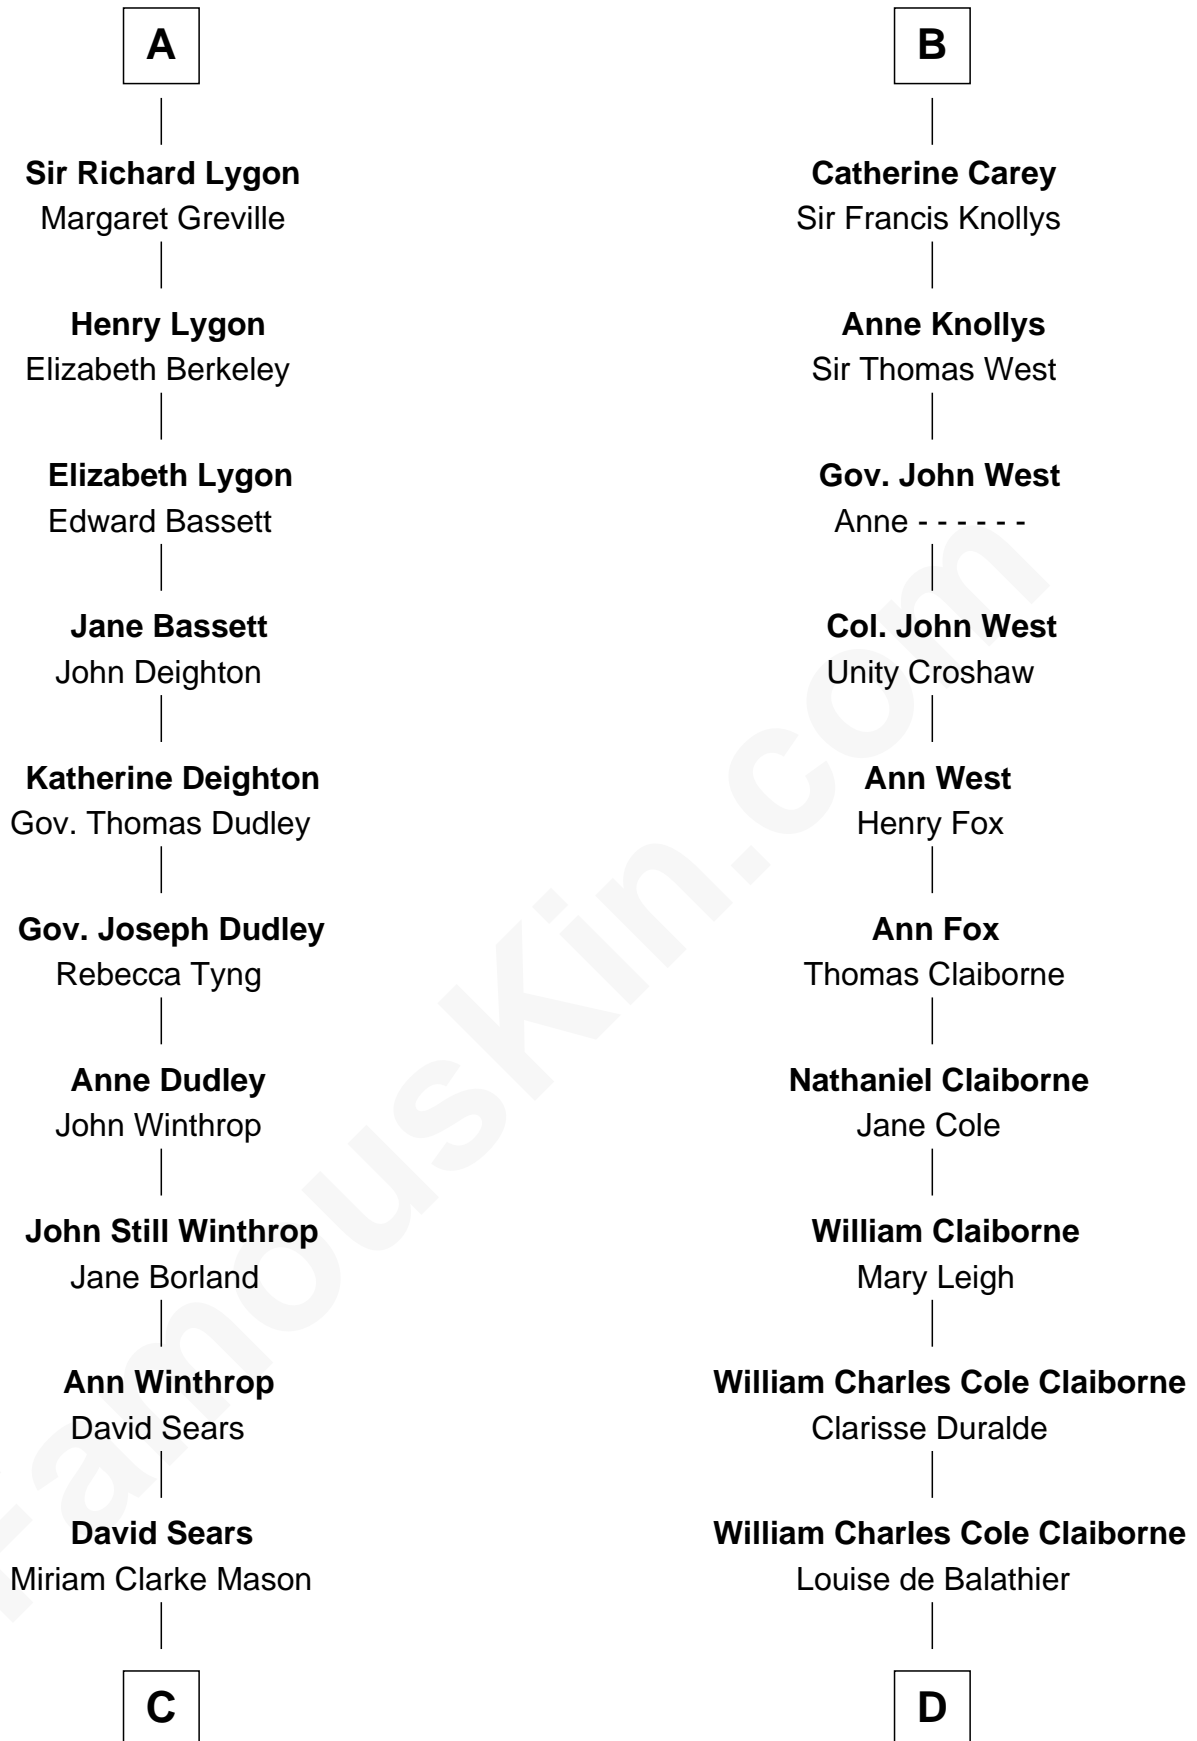 A
Sir Richard Lygon
Margaret Greville
Henry Lygon
Elizabeth Berkeley
Elizabeth Lygon
Edward Bassett
Jane Bassett
John Deighton
Katherine Deighton
Gov. Thomas Dudley
Gov. Joseph Dudley
Rebecca Tyng
Anne Dudley
John Winthrop
John Still Winthrop
Jane Borland
Ann Winthrop
David Sears
David Sears
Miriam Clarke Mason
C
B
Catherine Carey
Sir Francis Knollys
Anne Knollys
Sir Thomas West
Gov. John West
Anne - - - - - -
Col. John West
Unity Croshaw
Ann West
Henry Fox
Ann Fox
Thomas Claiborne
Nathaniel Claiborne
Jane Cole
William Claiborne
Mary Leigh
William Charles Cole Claiborne
Clarisse Duralde
William Charles Cole Claiborne
Louise de Balathier
D
FamousKin.com